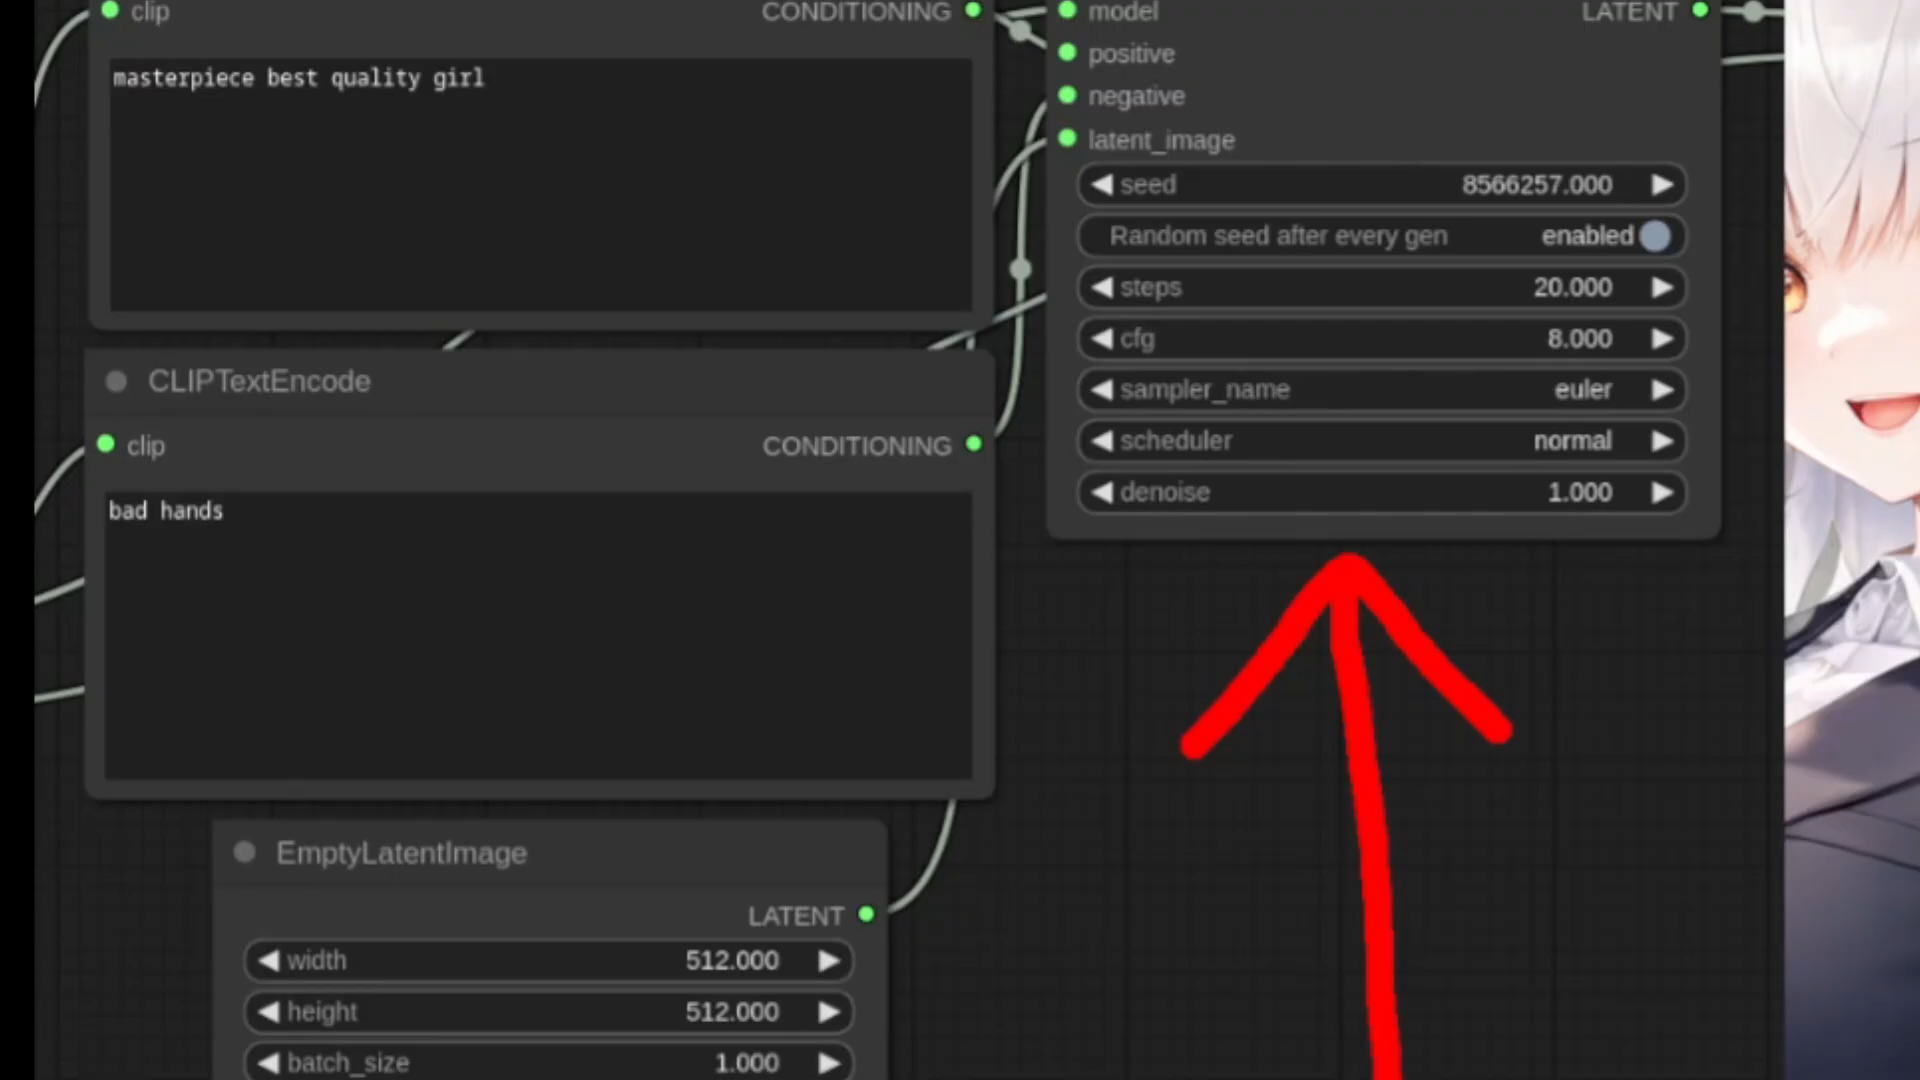 clip
CONDITIONING
masterpiece best quality girl
model
LATENT
positive
negative
latent_image
seed 8566257.000
Random seed after every gen enabled
steps 20.000
cfg 8.000
sampler_name euler
scheduler normal
denoise 1.000
CLIPTextEncode
clip
CONDITIONING
bad hands
EmptyLatentImage
LATENT
width 512.000
height 512.000
batch_size 1.000